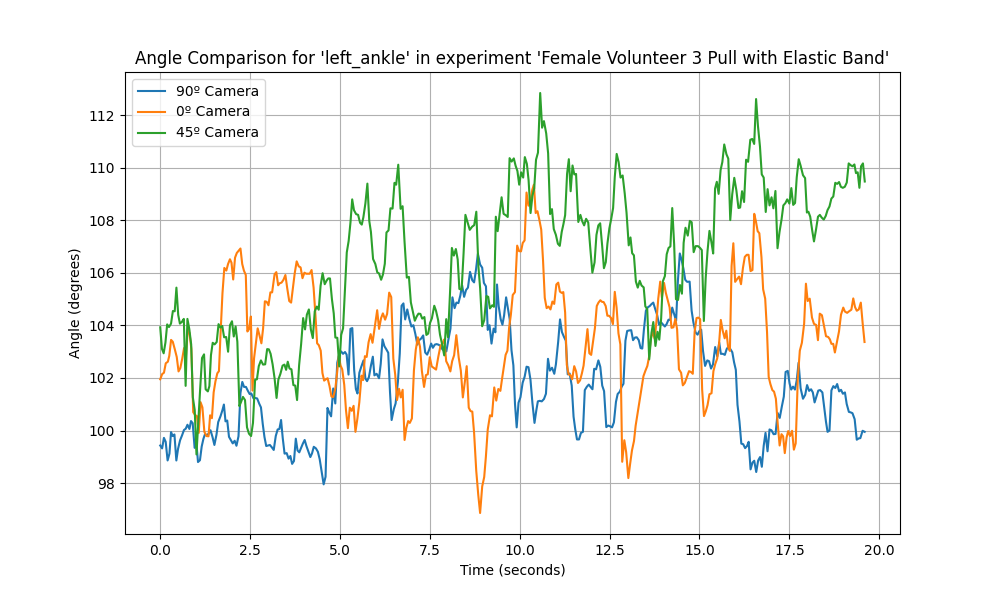 Angle Comparison for 'left_ankle' in experiment 'Female Volunteer 3 Pull with Elastic Band'
90º Camera
0º Camera
45º Camera
112
110
108
106
104
102
100
98
Angle (degrees)
0.0 2.5 5.0 7.5 10.0 12.5 15.0 17.5 20.0
Time (seconds)